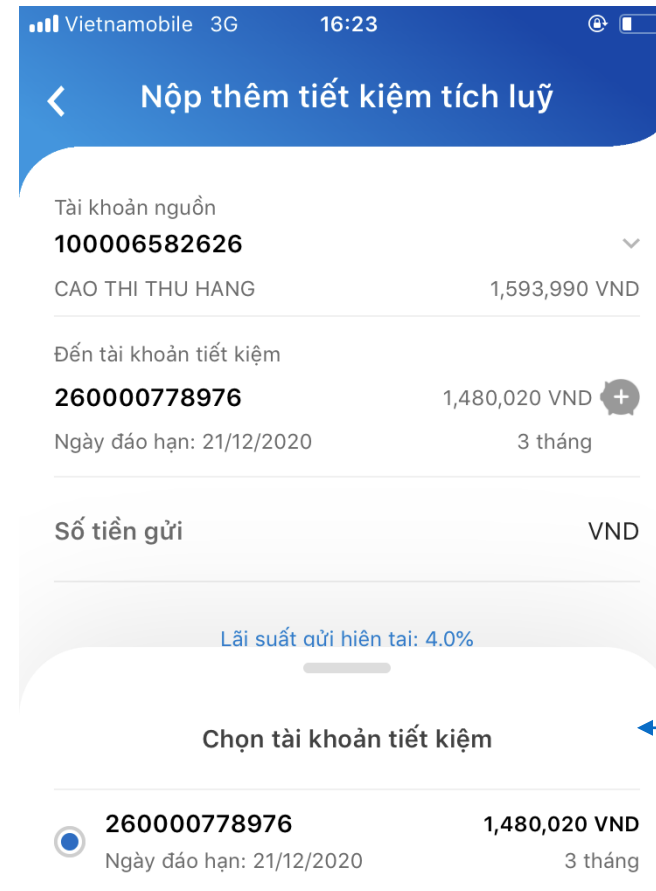 Vietnamobile 3G 16:23
Nộp thêm tiết kiệm tích luỹ
Tài khoản nguồn
100006582626
CAO THI THU HANG 1,593,990 VND
Đến tài khoản tiết kiệm
260000778976 1,480,020 VND
Ngày đáo hạn: 21/12/2020 3 tháng
Số tiền gửi VND
Lãi suất gửi hiện tại: 4.0%
Chọn tài khoản tiết kiệm
260000778976 1,480,020 VND
Ngày đáo hạn: 21/12/2020 3 tháng